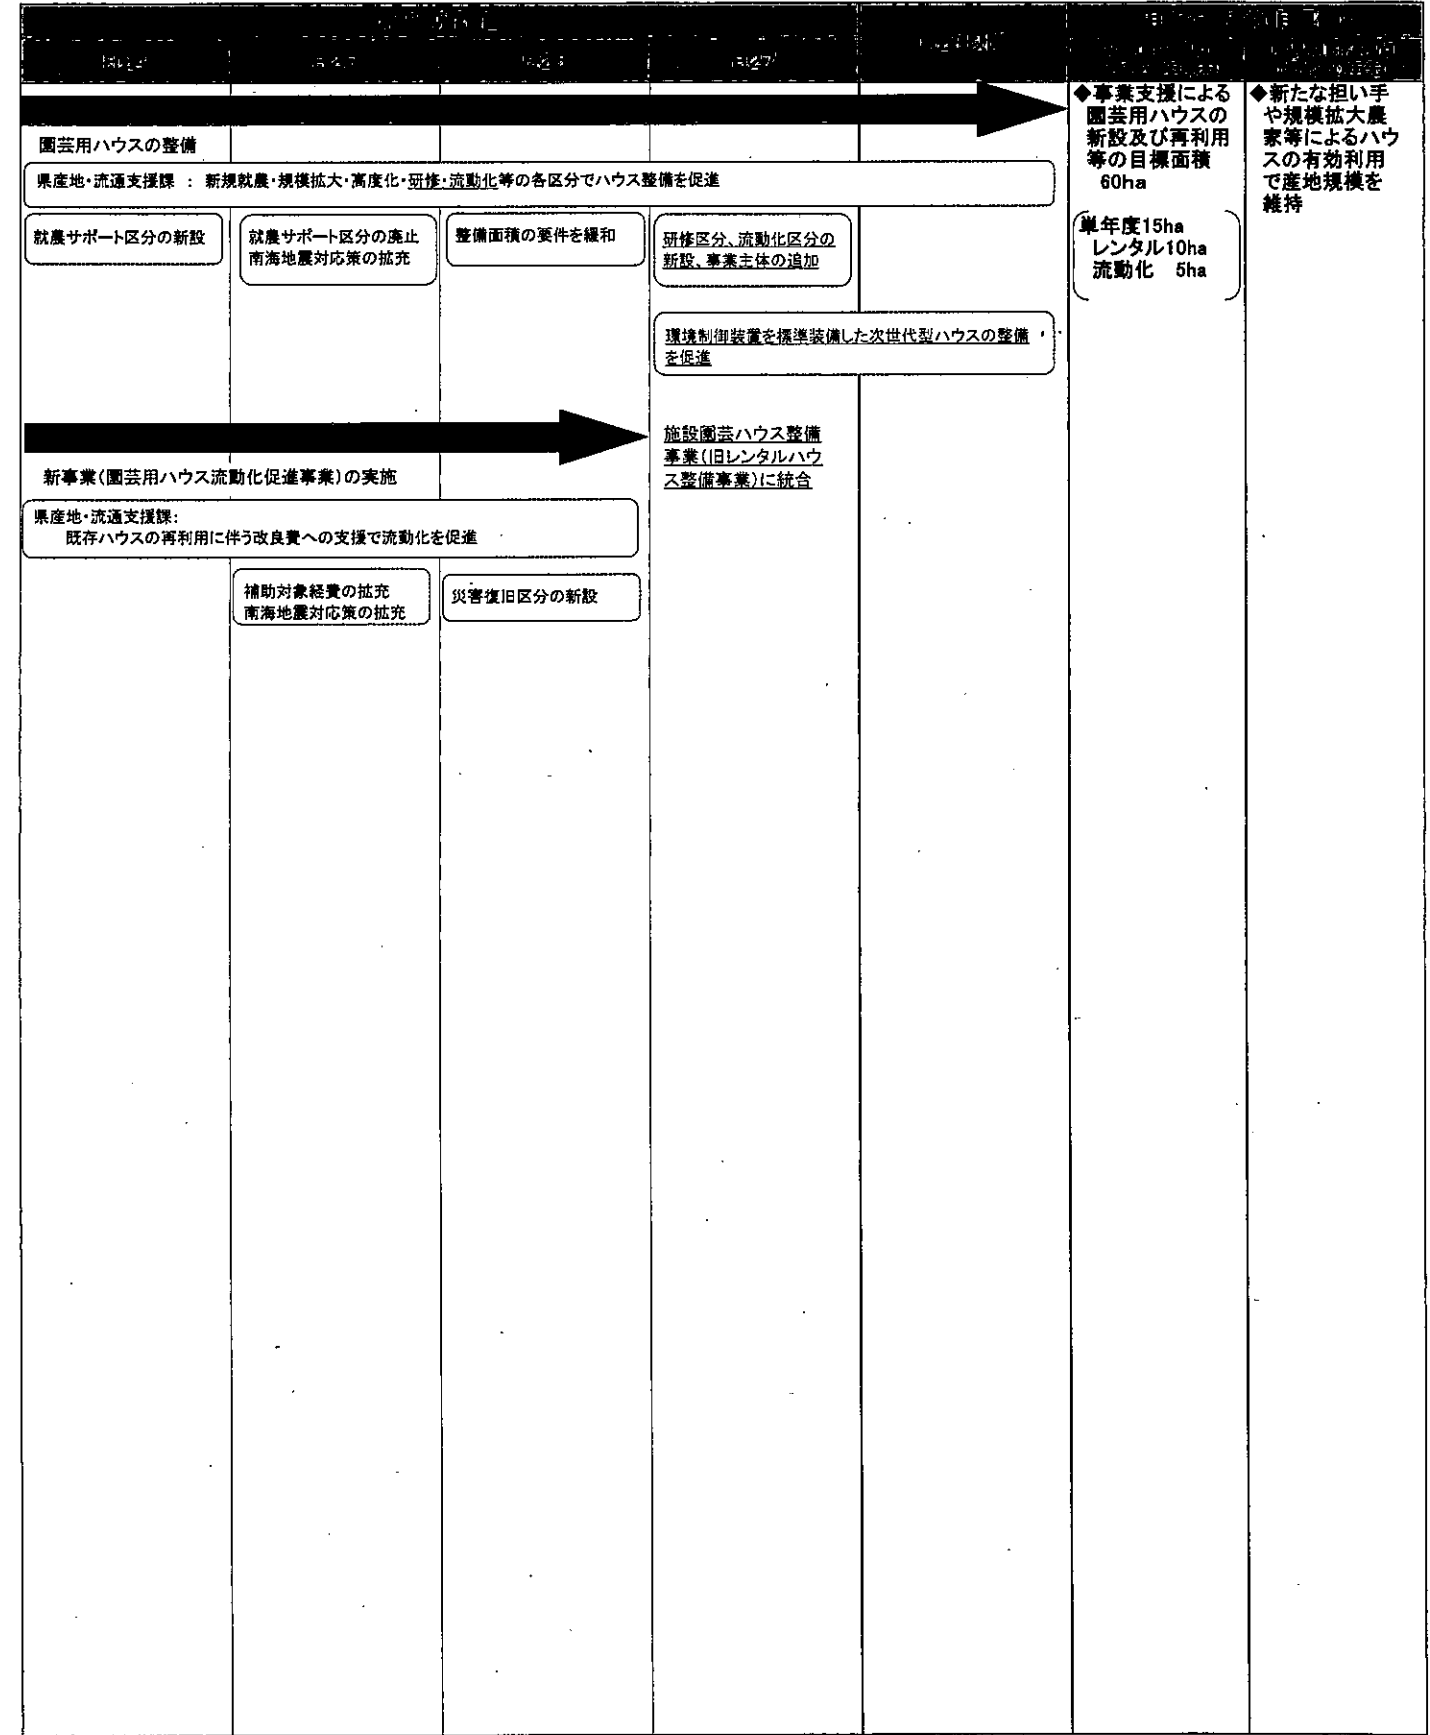 園芸用ハウスの整備
県産地・流通支援課 : 新規就農・規模拡大・高度化・研修・流動化等の各区分でハウス整備を促進
就農サポート区分の新設
就農サポート区分の廃止
南海地震対応策の拡充
整備面積の要件を緩和
研修区分、流動化区分の
新設、事業主体の追加
環境制御装置を標準装備した次世代型ハウスの整備
を促進
新事業(園芸用ハウス流動化促進事業)の実施
県産地・流通支援課:
既存ハウスの再利用に伴う改良費への支援で流動化を促進
補助対象経費の拡充
南海地震対応策の拡充
災害復旧区分の新設
施設園芸ハウス整備
事業(旧レンタルハウ
ス整備事業)に統合
◆事業支援による
園芸用ハウスの
新設及び再利用
等の目標面積
60ha
単年度15ha
レンタル10ha
流動化 5ha
◆新たな担い手
や規模拡大農
家等によるハウ
スの有効利用
で産地規模を
維持